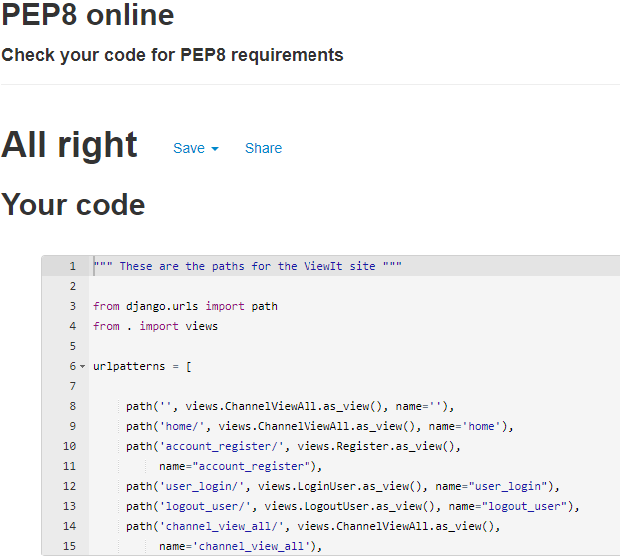 PEP8 online
Check your code for PEP8 requirements
All right Save Share
Your code
1 """ These are the paths for the ViewIt site """
2
3 from django.urls import path
4 from . import views
5
6 urlpatterns = [
7
8 path('', views.ChannelViewAll.as_view(), name=''),
9 path('home/', views.ChannelViewAll.as_view(), name='home'),
10 path('account_register/', views.Register.as_view(),
11 name="account_register"),
12 path('user_login/', views.LoginUser.as_view(), name="user_login"),
13 path('logout_user/', views.LogoutUser.as_view(), name="logout_user"),
14 path('channel_view_all/', views.ChannelViewAll.as_view(),
15 name='channel_view_all'),